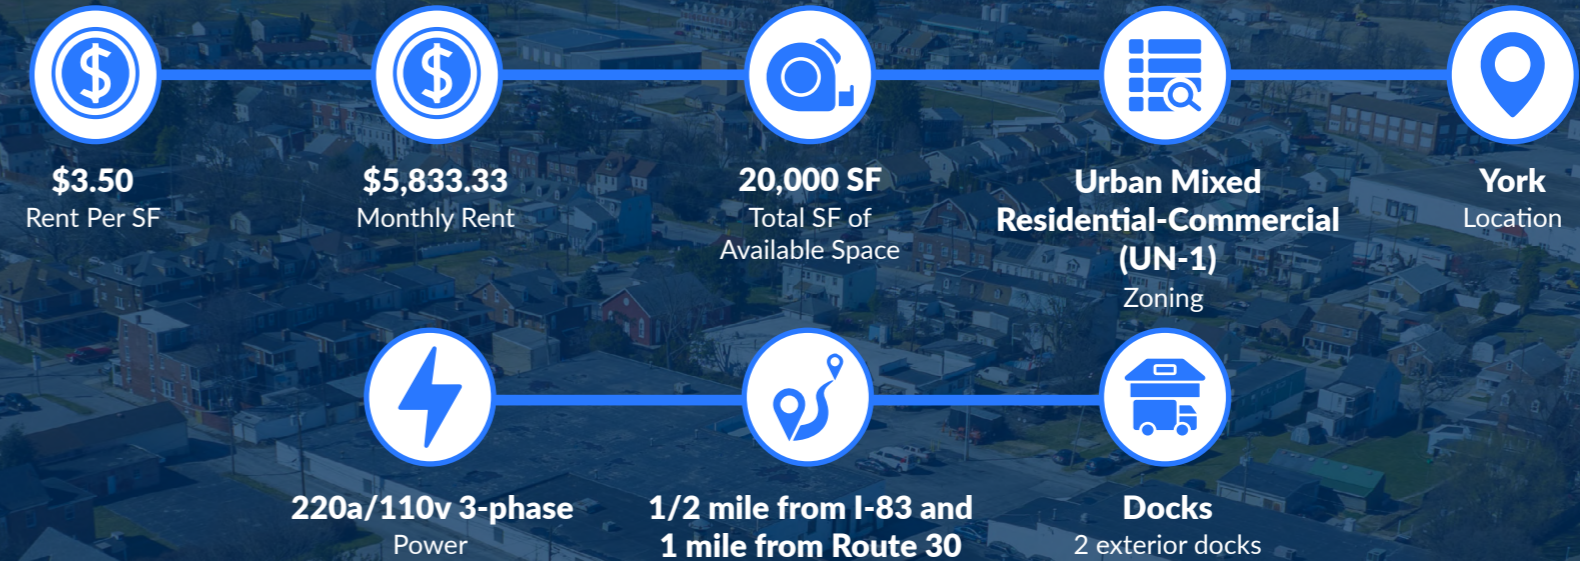 $3.50
Rent Per SF
$5,833.33
Monthly Rent
20,000 SF
Total SF of
Available Space
Urban Mixed
Residential-Commercial
(UN-1)
Zoning
York
Location
220a/110v 3-phase
Power
1/2 mile from I-83 and
1 mile from Route 30
Docks
2 exterior docks